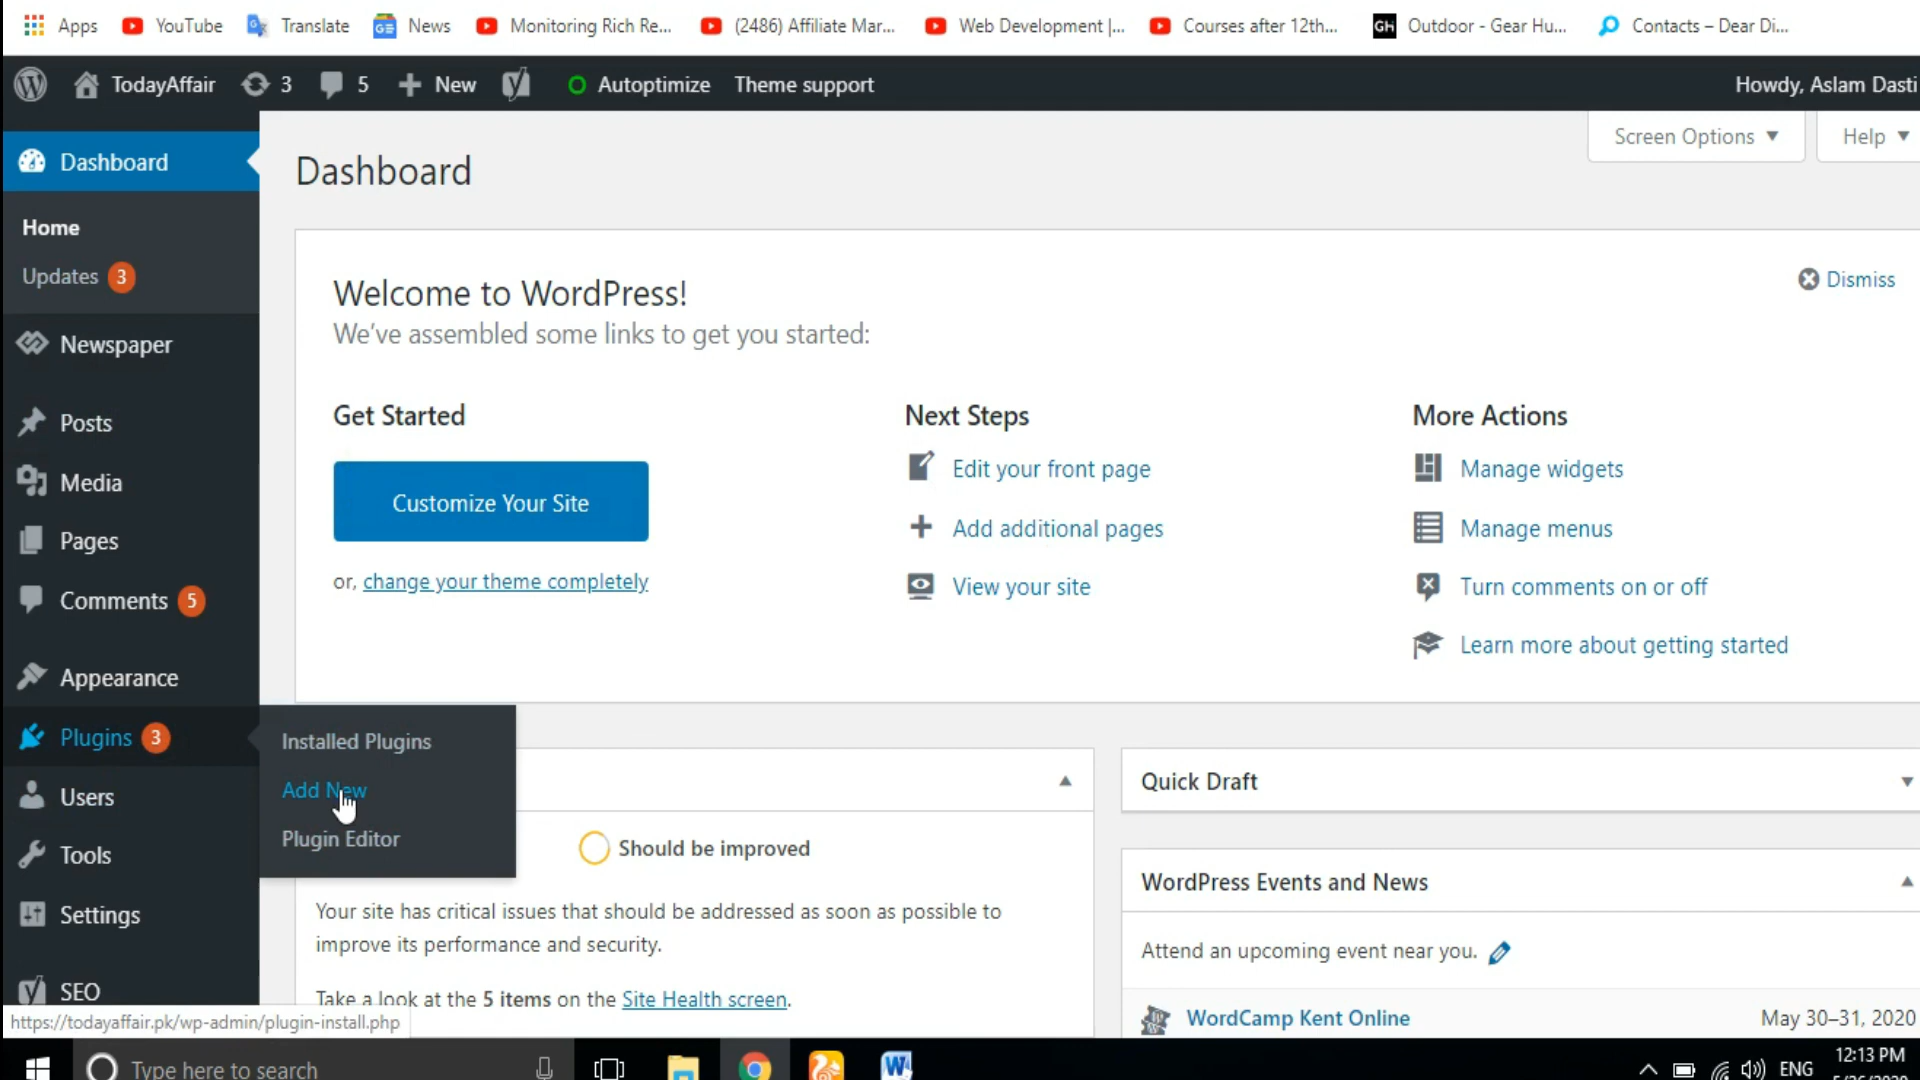 Apps YouTube Translate News Monitoring Rich Re... (2486) Affiliate Mar... Web Development |... Courses after 12th... GH Outdoor - Gear Hu... Contacts – Dear Di...
TodayAffair 3 5 New Autoptimize Theme support Howdy, Aslam Dasti
Screen Options Help
Dashboard
Home
Updates 3
Newspaper
Posts
Media
Pages
Comments 5
Appearance
Plugins 3
Users
Tools
Settings
SEO
Installed Plugins
Add New
Plugin Editor
Dashboard
Welcome to WordPress!
Dismiss
We've assembled some links to get you started:
Get Started
Customize Your Site
or, change your theme completely
Next Steps
Edit your front page
Add additional pages
View your site
More Actions
Manage widgets
Manage menus
Turn comments on or off
Learn more about getting started
Should be improved
Your site has critical issues that should be addressed as soon as possible to
improve its performance and security.
Take a look at the 5 items on the Site Health screen.
Quick Draft
WordPress Events and News
Attend an upcoming event near you.
WordCamp Kent Online May 30–31, 2020
https://todayaffair.pk/wp-admin/plugin-install.php
Type here to search
ENG
12:13 PM